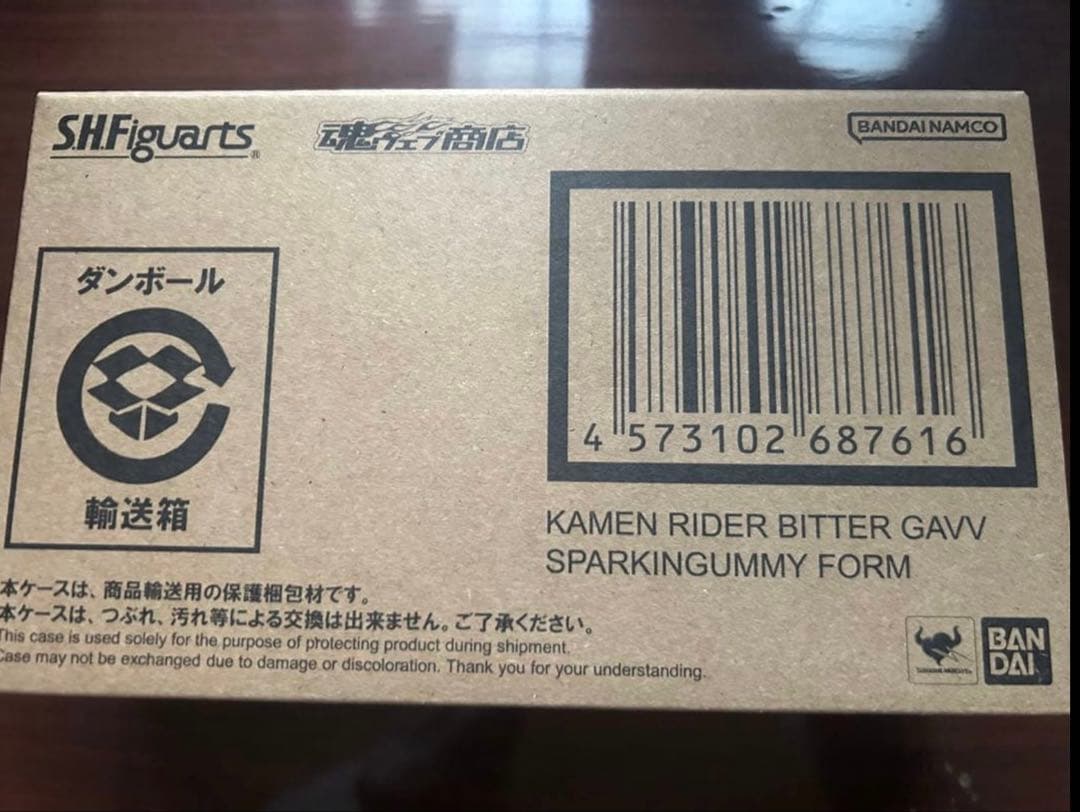 S.H.Figuarts®
魂ウェブ商店
BANDAI NAMCO
ダンボール
輸送箱
4 573102 687616
KAMEN RIDER BITTER GAVV
SPARKINGUMMY FORM
本ケースは、商品輸送用の保護梱包材です。
本ケースは、つぶれ、汚れ等による交換は出来ません。ご了承ください。
This case is used solely for the purpose of protecting product during shipment.
Case may not be exchanged due to damage or discoloration. Thank you for your understanding.
BAN
DAI